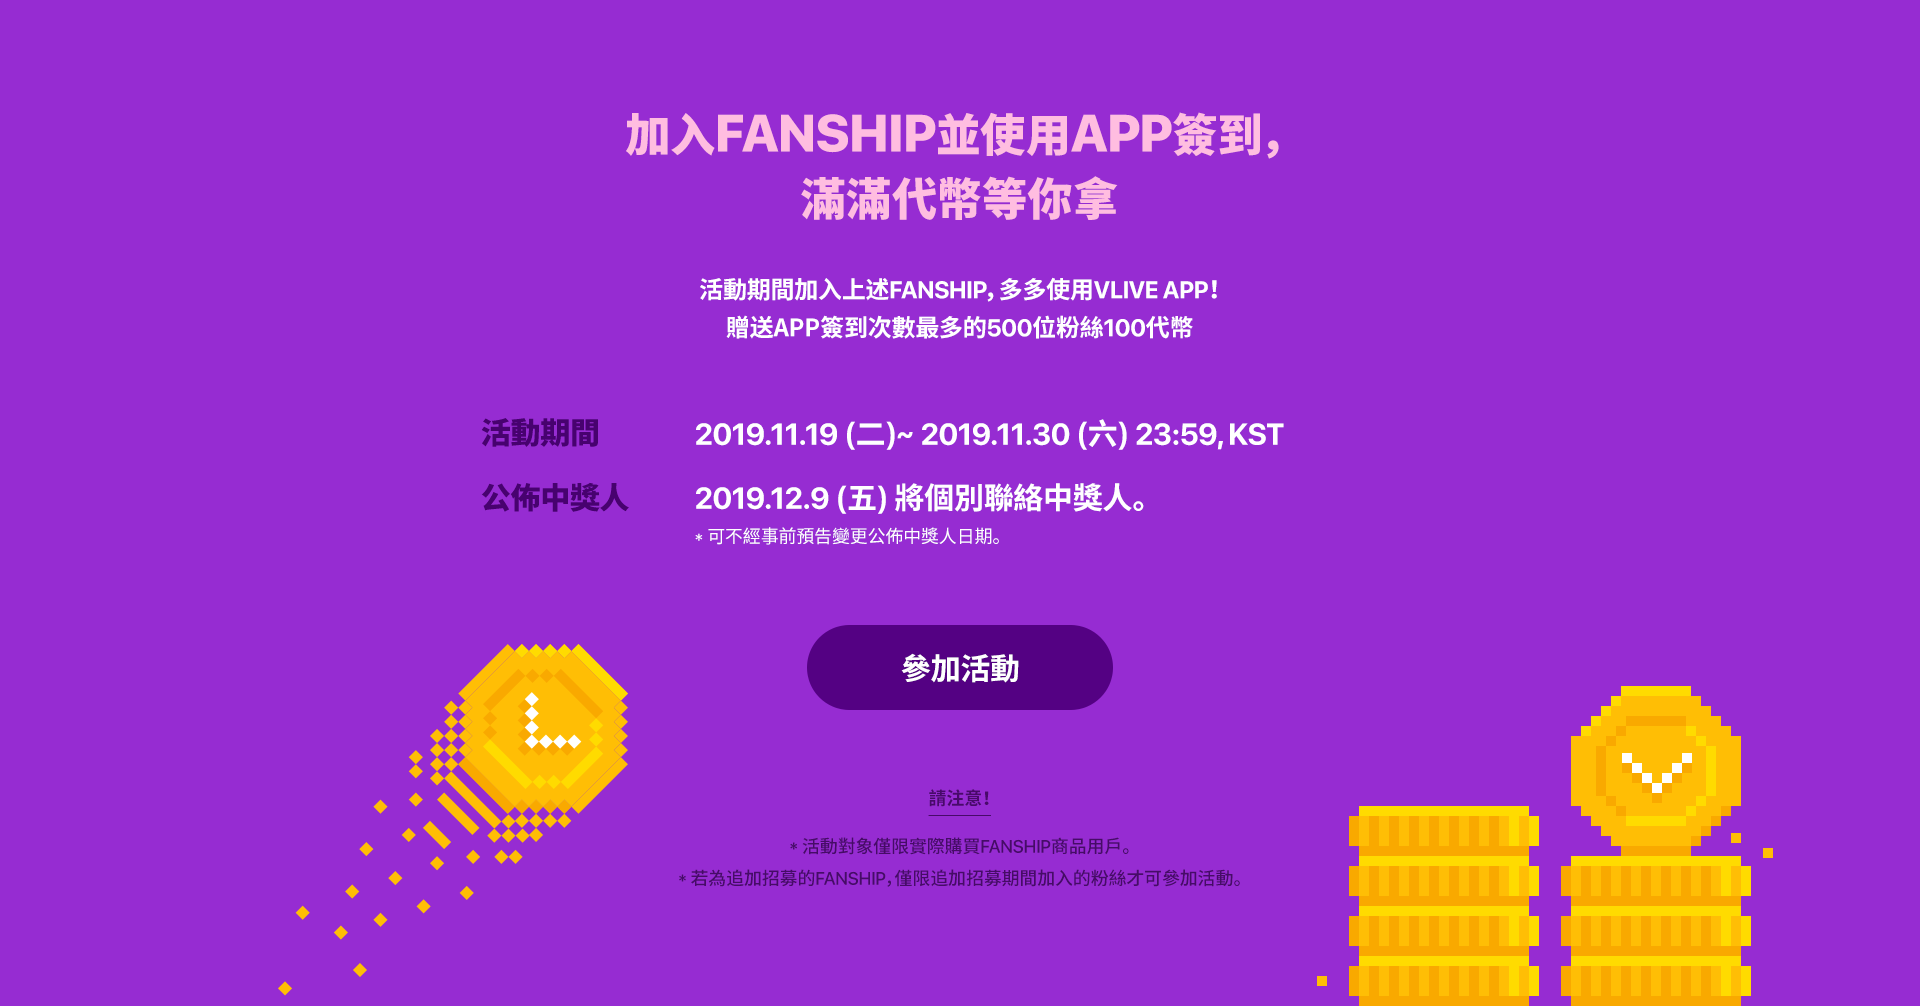 加入FANSHIP並使用APP簽到,
滿滿代幣等你拿
活動期間加入上述FANSHIP, 多多使用VLIVE APP!
贈送APP簽到次數最多的500位粉絲100代幣
活動期間 2019.11.19 (二)~ 2019.11.30 (六) 23:59, KST
公佈中獎人 2019.12.9 (五) 將個別聯絡中獎人。
* 可不經事前預告變更公佈中獎人日期。
參加活動
請注意!
* 活動對象僅限實際購買FANSHIP商品用戶。
* 若為追加招募的FANSHIP, 僅限追加招募期間加入的粉絲才可參加活動。